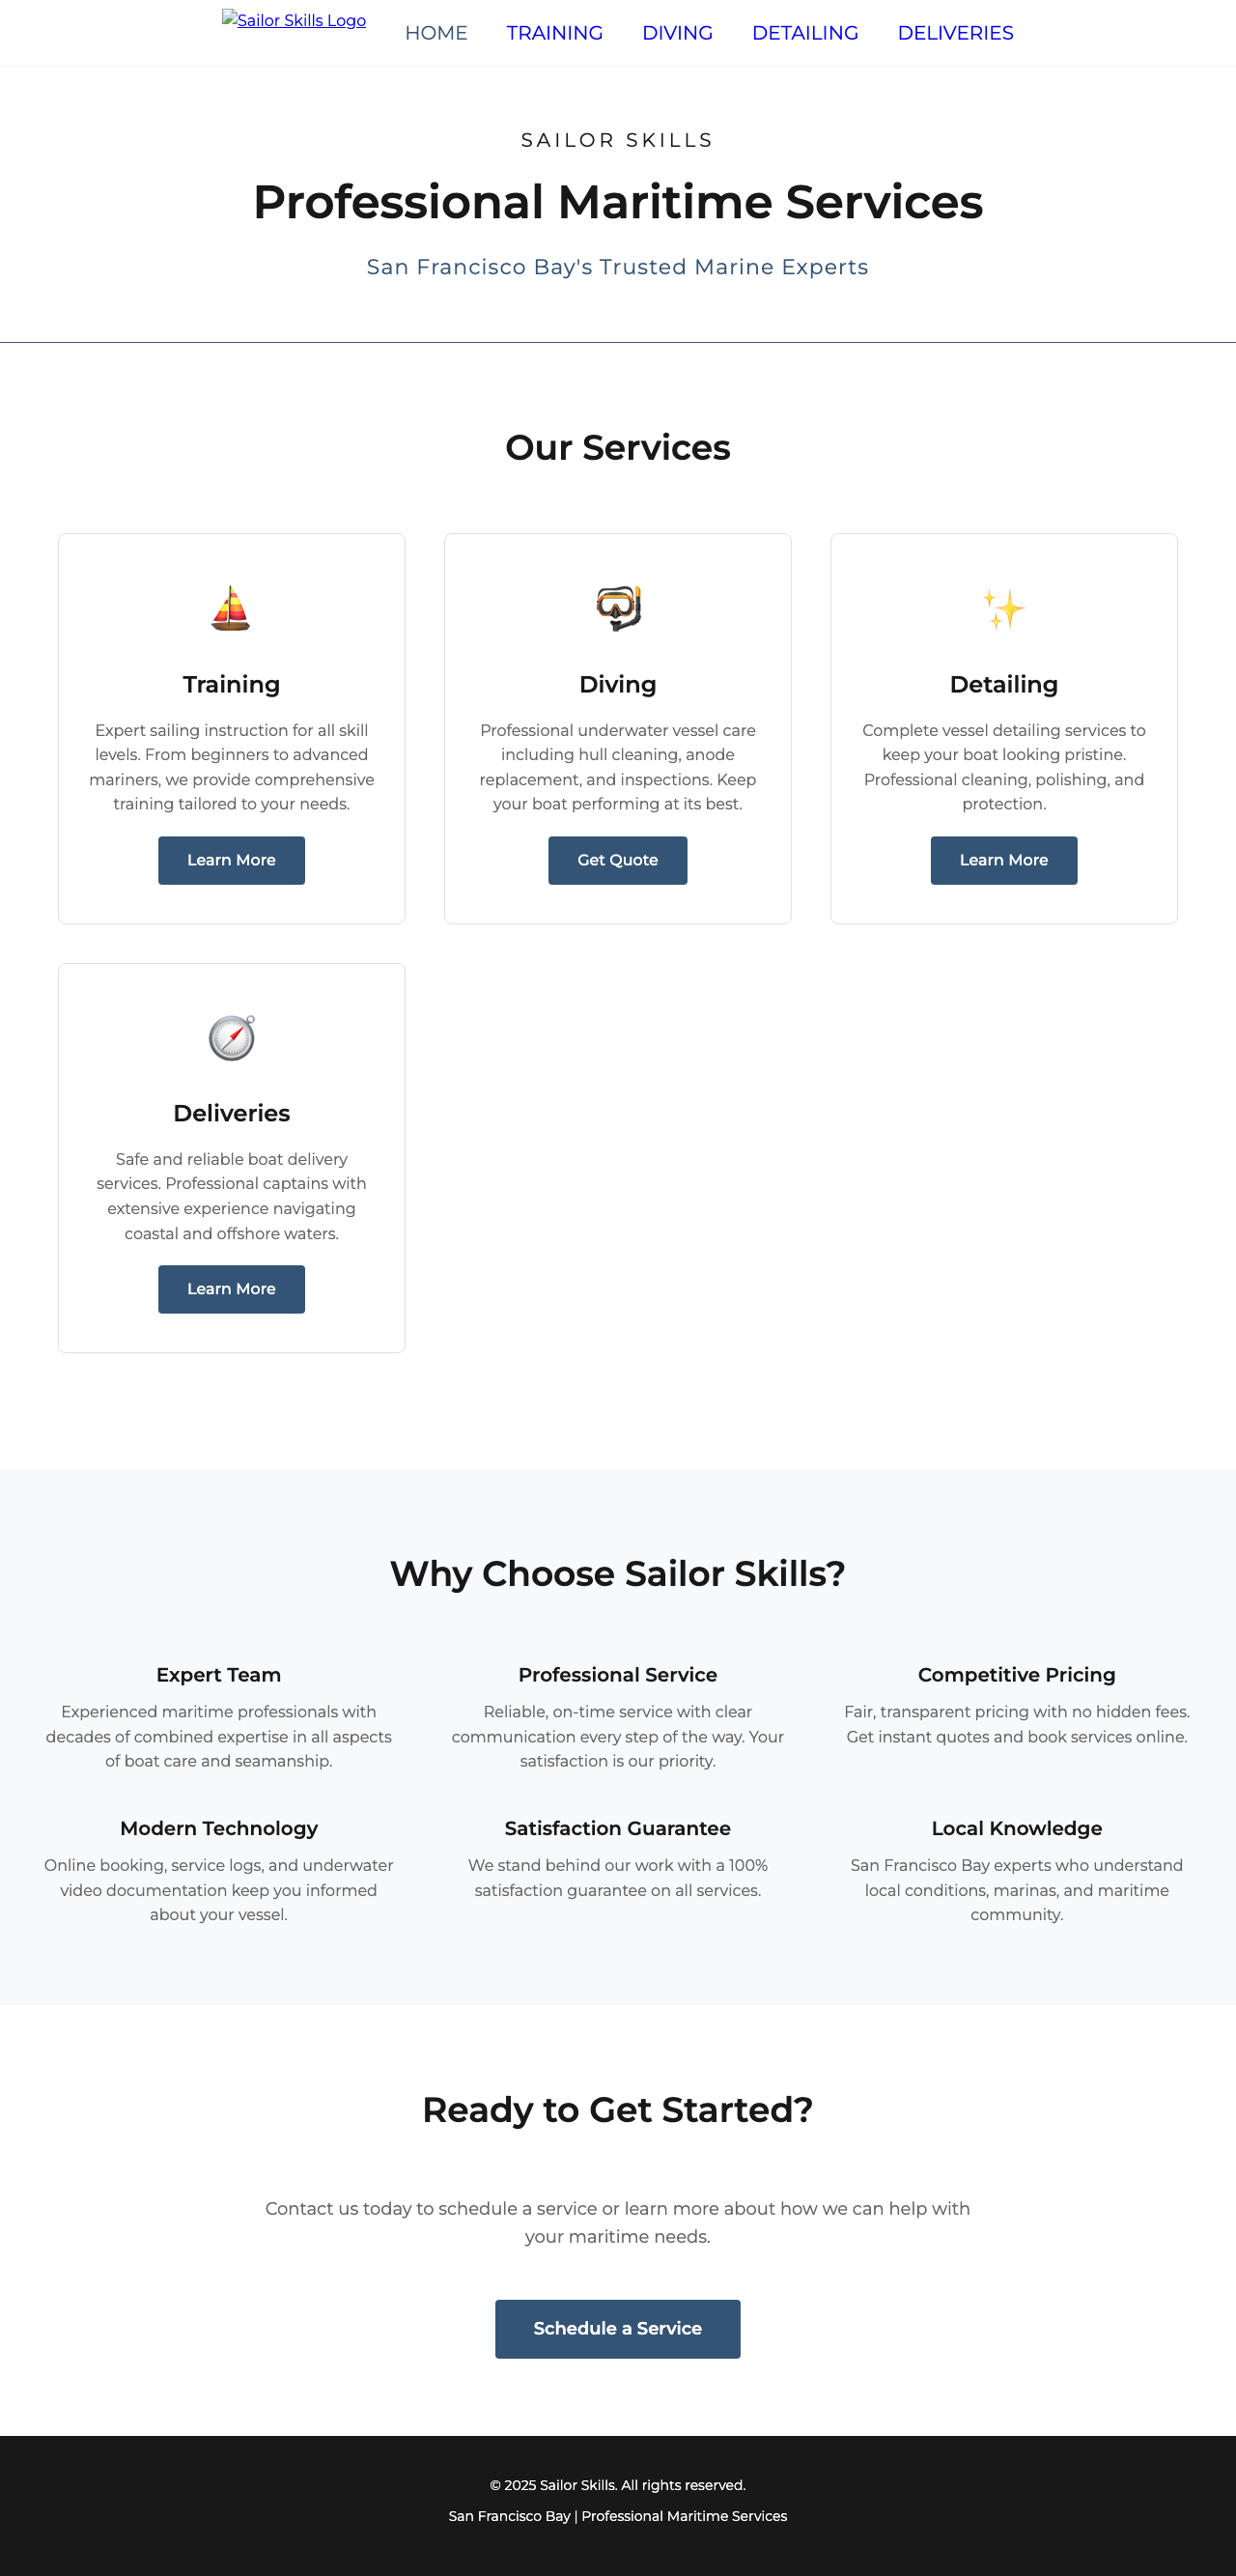 Sailor Skills Logo
HOME
TRAINING
DIVING
DETAILING
DELIVERIES
SAILOR SKILLS
Professional Maritime Services
San Francisco Bay's Trusted Marine Experts
Our Services
Training
Expert sailing instruction for all skill
levels. From beginners to advanced
mariners, we provide comprehensive
training tailored to your needs.
Learn More
Diving
Professional underwater vessel care
including hull cleaning, anode
replacement, and inspections. Keep
your boat performing at its best.
Get Quote
Detailing
Complete vessel detailing services to
keep your boat looking pristine.
Professional cleaning, polishing, and
protection.
Learn More
Deliveries
Safe and reliable boat delivery
services. Professional captains with
extensive experience navigating
coastal and offshore waters.
Learn More
Why Choose Sailor Skills?
Expert Team
Experienced maritime professionals with
decades of combined expertise in all aspects
of boat care and seamanship.
Professional Service
Reliable, on-time service with clear
communication every step of the way. Your
satisfaction is our priority.
Competitive Pricing
Fair, transparent pricing with no hidden fees.
Get instant quotes and book services online.
Modern Technology
Online booking, service logs, and underwater
video documentation keep you informed
about your vessel.
Satisfaction Guarantee
We stand behind our work with a 100%
satisfaction guarantee on all services.
Local Knowledge
San Francisco Bay experts who understand
local conditions, marinas, and maritime
community.
Ready to Get Started?
Contact us today to schedule a service or learn more about how we can help with
your maritime needs.
Schedule a Service
© 2025 Sailor Skills. All rights reserved.
San Francisco Bay | Professional Maritime Services